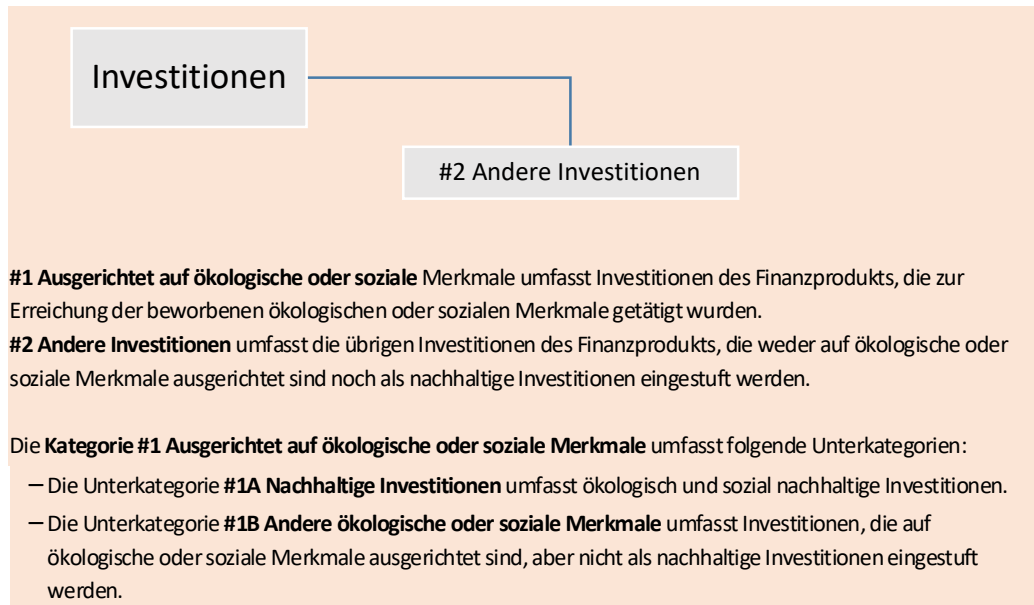 Investitionen
#2 Andere Investitionen
#1 Ausgerichtet auf ökologische oder soziale Merkmale umfasst Investitionen des Finanzprodukts, die zur
Erreichung der beworbenen ökologischen oder sozialen Merkmale getätigt wurden.
#2 Andere Investitionen umfasst die übrigen Investitionen des Finanzprodukts, die weder auf ökologische oder
soziale Merkmale ausgerichtet sind noch als nachhaltige Investitionen eingestuft werden.
Die Kategorie #1 Ausgerichtet auf ökologische oder soziale Merkmale umfasst folgende Unterkategorien:
– Die Unterkategorie #1A Nachhaltige Investitionen umfasst ökologisch und sozial nachhaltige Investitionen.
– Die Unterkategorie #1B Andere ökologische oder soziale Merkmale umfasst Investitionen, die auf
ökologische oder soziale Merkmale ausgerichtet sind, aber nicht als nachhaltige Investitionen eingestuft
werden.